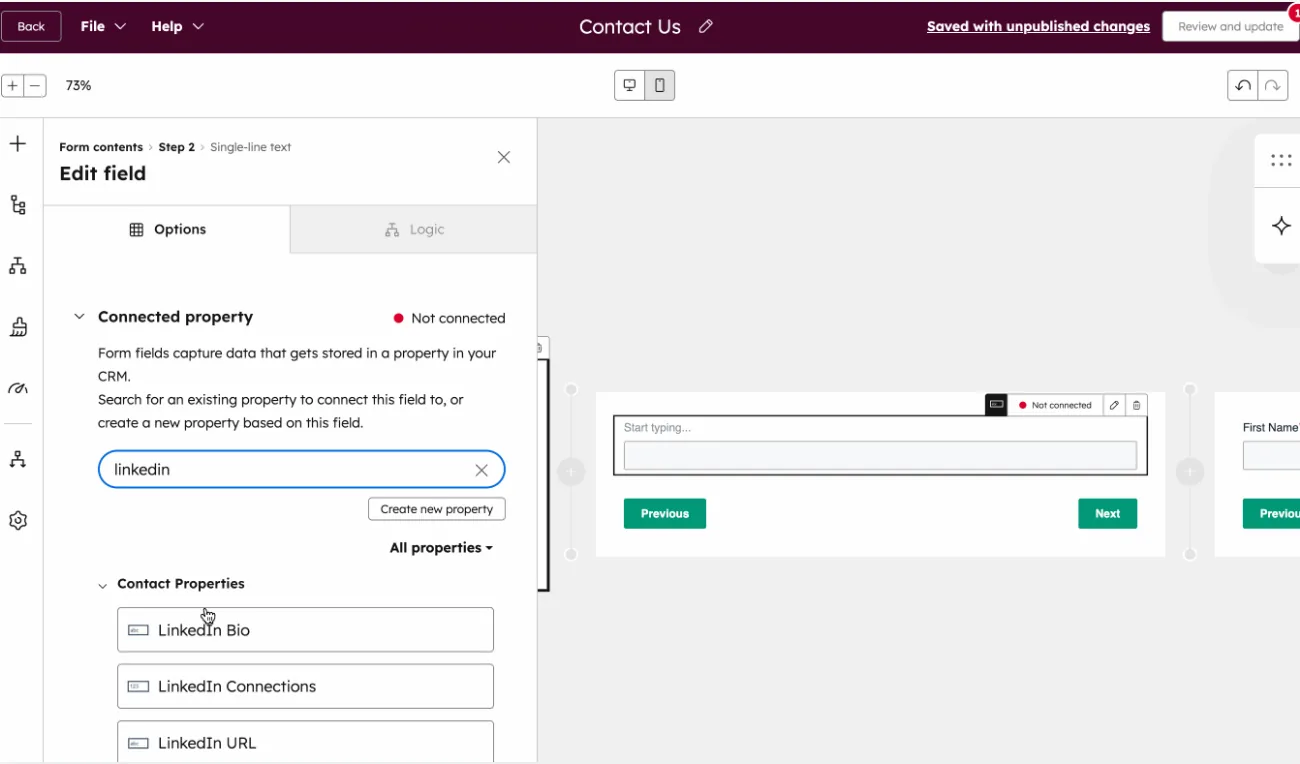 Back
File
Help
Contact Us
Saved with unpublished changes
Review and update
1
73%
Form contents › Step 2 › Single-line text
Edit field
Options
Logic
Connected property
Not connected
Form fields capture data that gets stored in a property in your
CRM.
Search for an existing property to connect this field to, or
create a new property based on this field.
linkedin
Create new property
All properties
Contact Properties
LinkedIn Bio
LinkedIn Connections
LinkedIn URL
Not connected
Start typing...
Previous
Next
First Name
Previou